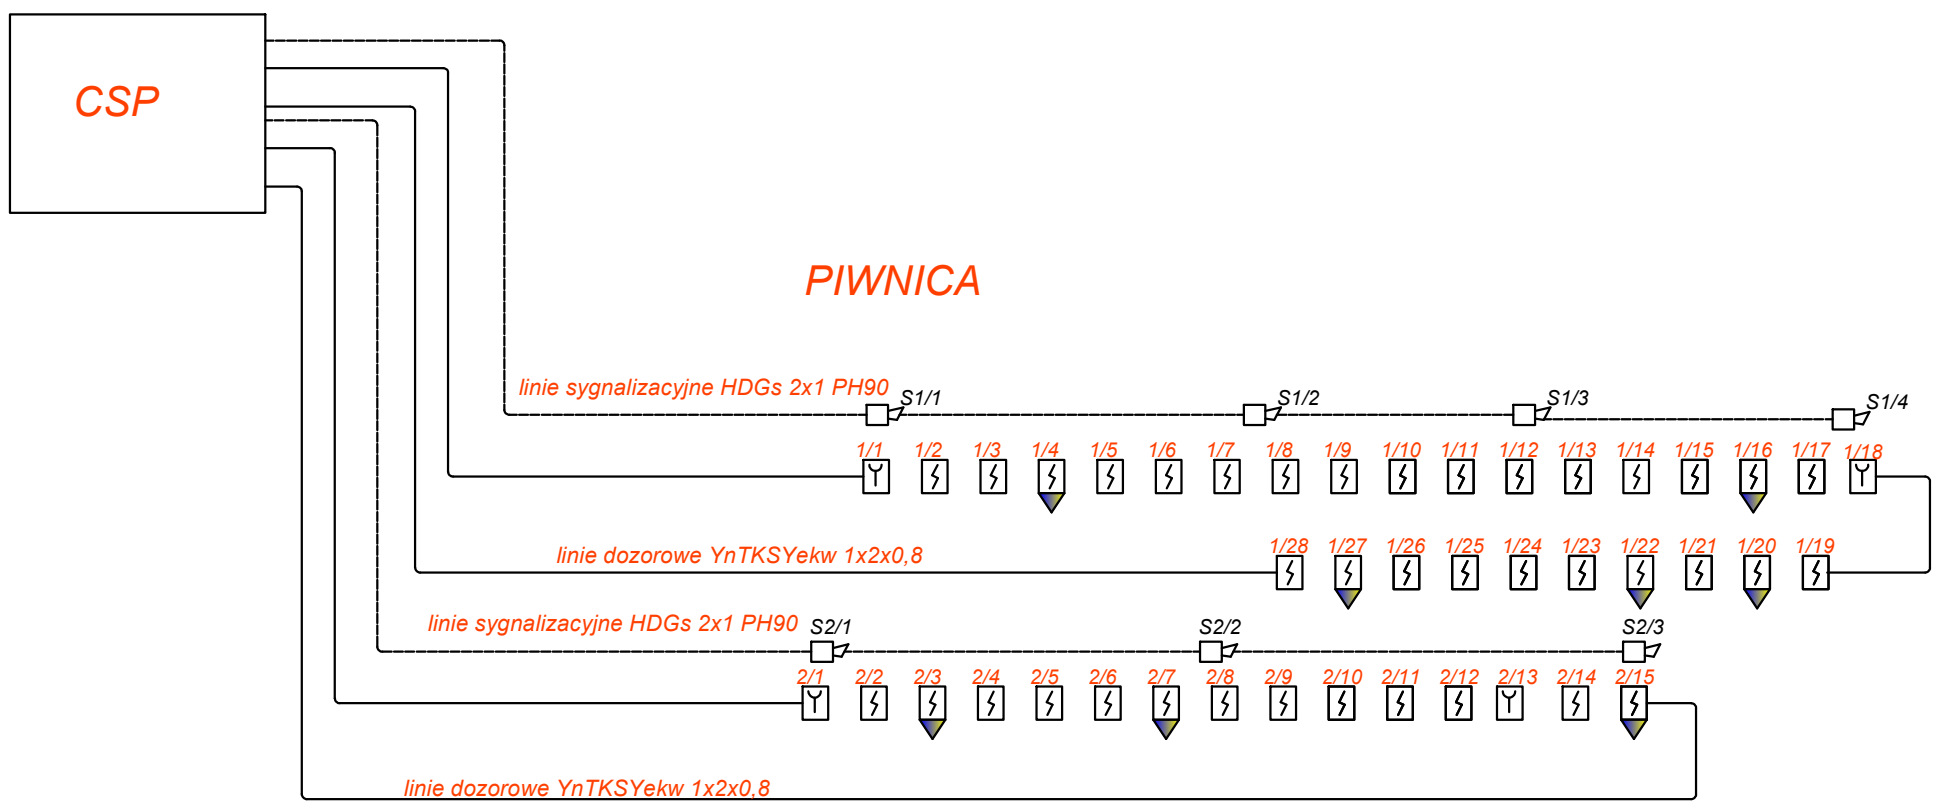 CSP
PIWNICA
linie sygnalizacyjne HDGs 2x1 PH90
S1/1 S1/2 S1/3 S1/4
1/1 1/2 1/3 1/4 1/5 1/6 1/7 1/8 1/9 1/10 1/11 1/12 1/13 1/14 1/15 1/16 1/17 1/18
linie dozorowe YnTKSYekw 1x2x0,8
1/28 1/27 1/26 1/25 1/24 1/23 1/22 1/21 1/20 1/19
linie sygnalizacyjne HDGs 2x1 PH90
S2/1 S2/2 S2/3
2/1 2/2 2/3 2/4 2/5 2/6 2/7 2/8 2/9 2/10 2/11 2/12 2/13 2/14 2/15
linie dozorowe YnTKSYekw 1x2x0,8